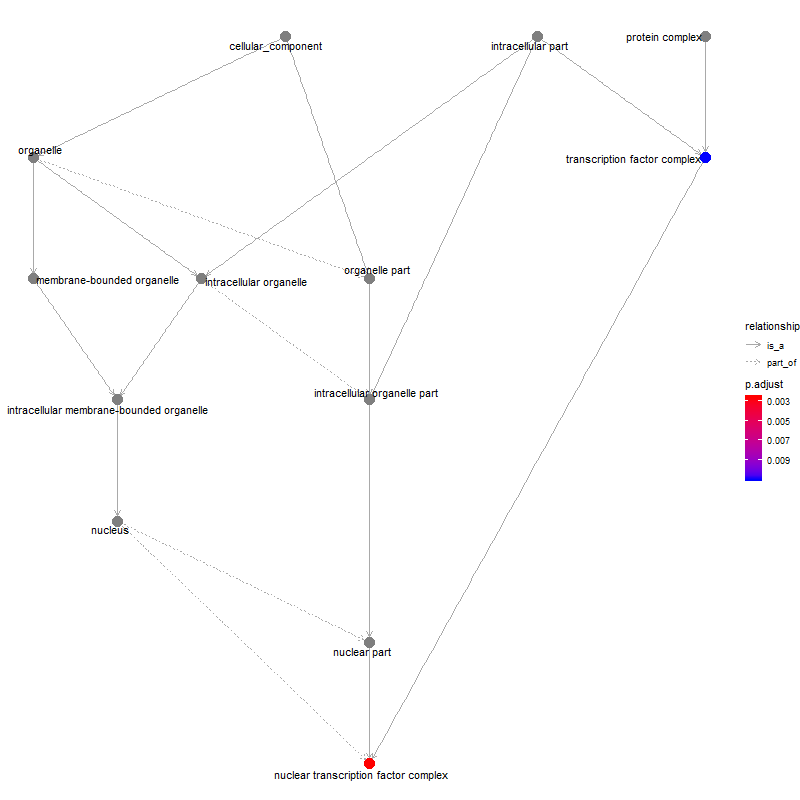 protein complex
cellular_component
intracellular part
organelle
transcription factor complex
organelle part
membrane-bounded organelle
intracellular organelle
relationship
is_a
part_of
p.adjust
0.003
0.005
0.007
0.009
intracellular organelle part
intracellular membrane-bounded organelle
nucleus
nuclear part
nuclear transcription factor complex